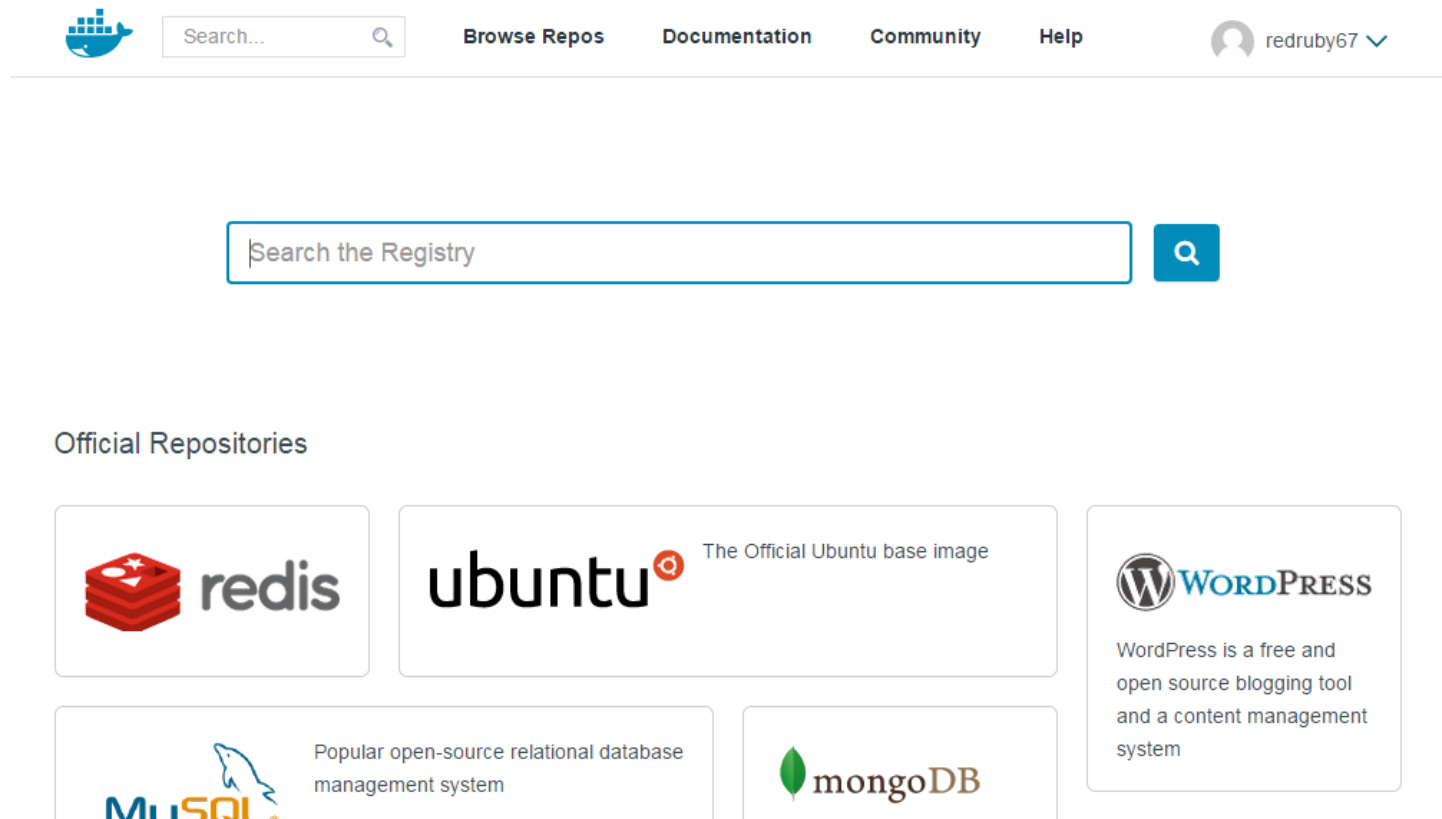 Search...
Browse Repos
Documentation
Community
Help
redruby67
Search the Registry
Official Repositories
redis
ubuntu
The Official Ubuntu base image
WORDPRESS
WordPress is a free and
open source blogging tool
and a content management
system
MySQL
Popular open-source relational database
management system
mongoDB